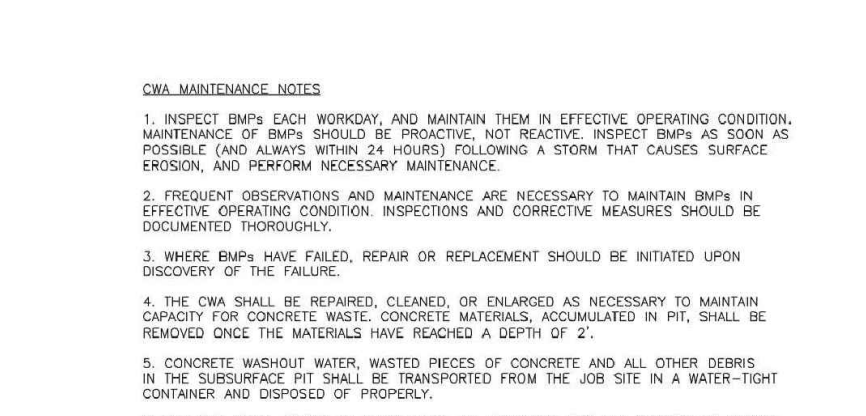 CWA MAINTENANCE NOTES
1. INSPECT BMPs EACH WORKDAY, AND MAINTAIN THEM IN EFFECTIVE OPERATING CONDITION.
MAINTENANCE OF BMPs SHOULD BE PROACTIVE, NOT REACTIVE. INSPECT BMPs AS SOON AS
POSSIBLE (AND ALWAYS WITHIN 24 HOURS) FOLLOWING A STORM THAT CAUSES SURFACE
EROSION, AND PERFORM NECESSARY MAINTENANCE.
2. FREQUENT OBSERVATIONS AND MAINTENANCE ARE NECESSARY TO MAINTAIN BMPs IN
EFFECTIVE OPERATING CONDITION. INSPECTIONS AND CORRECTIVE MEASURES SHOULD BE
DOCUMENTED THOROUGHLY.
3. WHERE BMPs HAVE FAILED, REPAIR OR REPLACEMENT SHOULD BE INITIATED UPON
DISCOVERY OF THE FAILURE.
4. THE CWA SHALL BE REPAIRED, CLEANED, OR ENLARGED AS NECESSARY TO MAINTAIN
CAPACITY FOR CONCRETE WASTE. CONCRETE MATERIALS, ACCUMULATED IN PIT, SHALL BE
REMOVED ONCE THE MATERIALS HAVE REACHED A DEPTH OF 2'.
5. CONCRETE WASHOUT WATER, WASTED PIECES OF CONCRETE AND ALL OTHER DEBRIS
IN THE SUBSURFACE PIT SHALL BE TRANSPORTED FROM THE JOB SITE IN A WATER-TIGHT
CONTAINER AND DISPOSED OF PROPERLY.